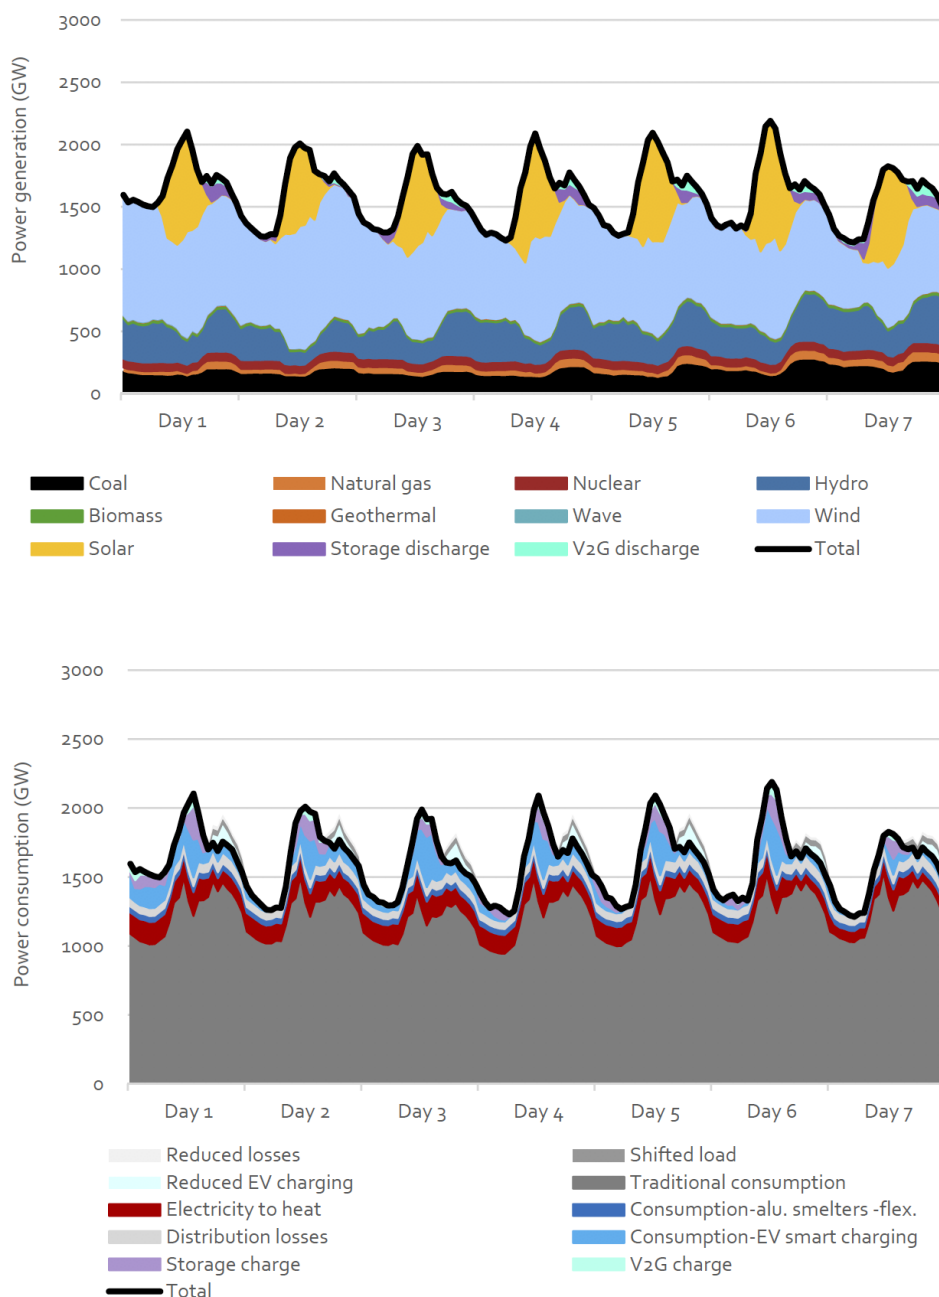 Power generation (GW)
3000
2500
2000
1500
1000
500
0
Day 1 Day 2 Day 3 Day 4 Day 5 Day 6 Day 7
Coal Natural gas Nuclear Hydro
Biomass Geothermal Wave Wind
Solar Storage discharge V2G discharge Total
Power consumption (GW)
3000
2500
2000
1500
1000
500
0
Day 1 Day 2 Day 3 Day 4 Day 5 Day 6 Day 7
Reduced losses Shifted load
Reduced EV charging Traditional consumption
Electricity to heat Consumption-alu. smelters -flex.
Distribution losses Consumption-EV smart charging
Storage charge V2G charge
Total